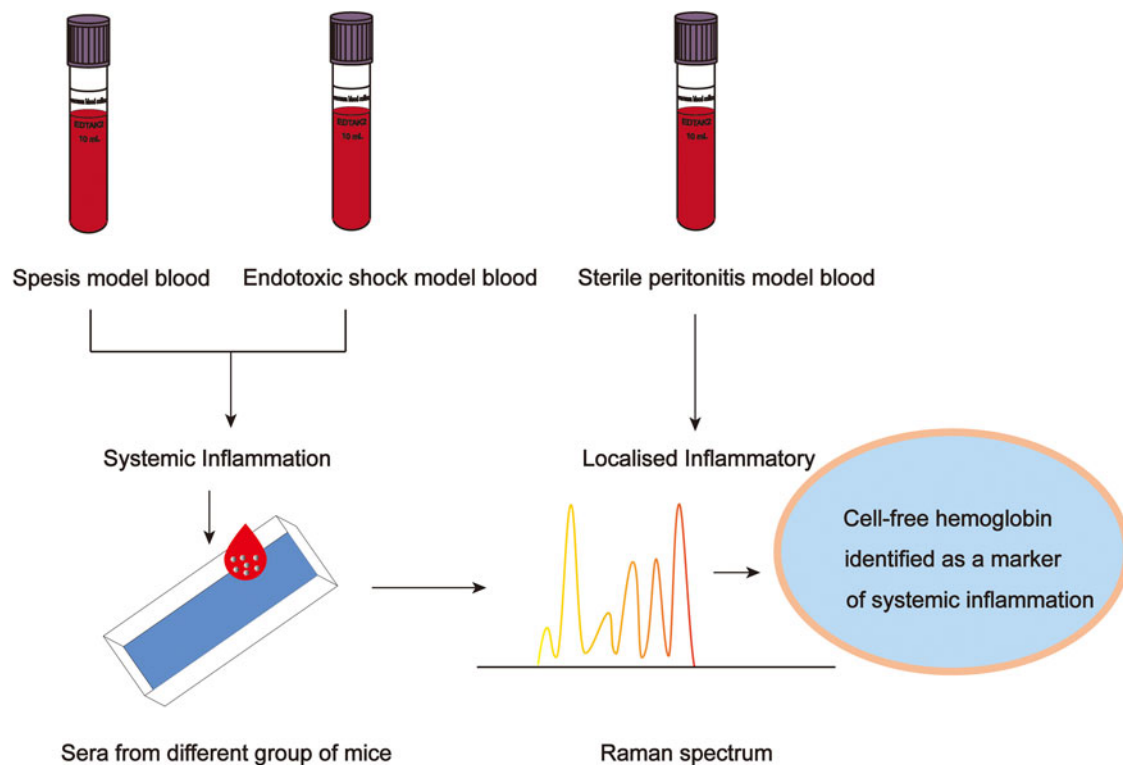 EDTAK2
10 mL
EDTAK2
10 mL
EDTAK2
10 mL
Spesis model blood
Endotoxic shock model blood
Sterile peritonitis model blood
Systemic Inflammation
Localised Inflammatory
Cell-free hemoglobin
identified as a marker
of systemic inflammation
Sera from different group of mice
Raman spectrum